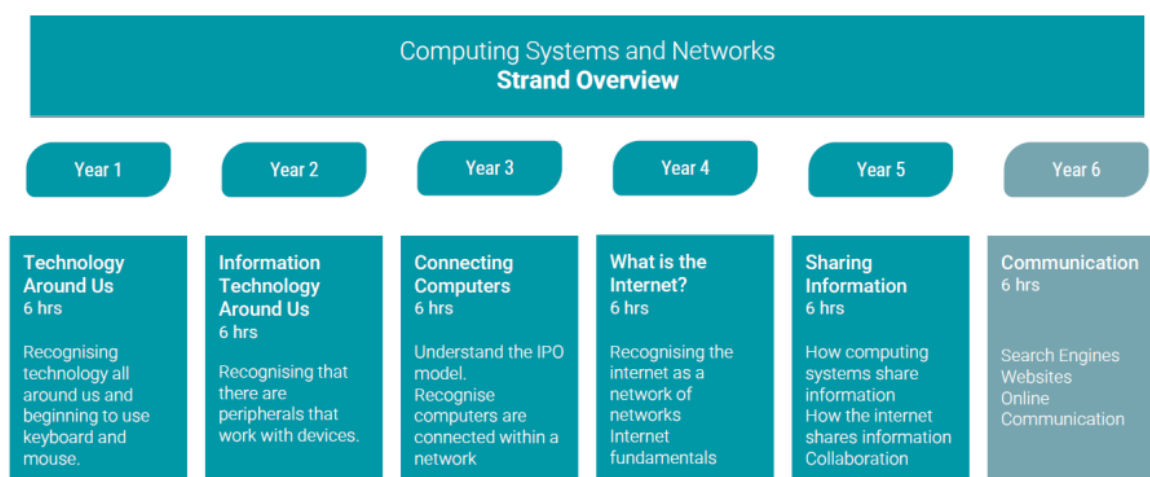 Computing Systems and Networks
Strand Overview
Year 1
Year 2
Year 3
Year 4
Year 5
Year 6
Technology
Around Us
6 hrs
Recognising
technology all
around us and
beginning to use
keyboard and
mouse.
Information
Technology
Around Us
6 hrs
Recognising that
there are
peripherals that
work with devices.
Connecting
Computers
6 hrs
Understand the IPO
model.
Recognise
computers are
connected within a
network
What is the
Internet?
6 hrs
Recognising the
internet as a
network of
networks
Internet
fundamentals
Sharing
Information
6 hrs
How computing
systems share
information
How the internet
shares information
Collaboration
Communication
6 hrs
Search Engines
Websites
Online
Communication